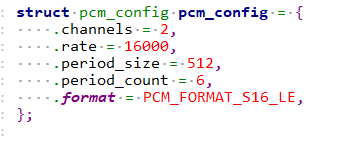 struct pcm_config pcm_config = {
    .channels = 2,
    .rate = 16000,
    .period_size = 512,
    .period_count = 6,
    .format = PCM_FORMAT_S16_LE,
};